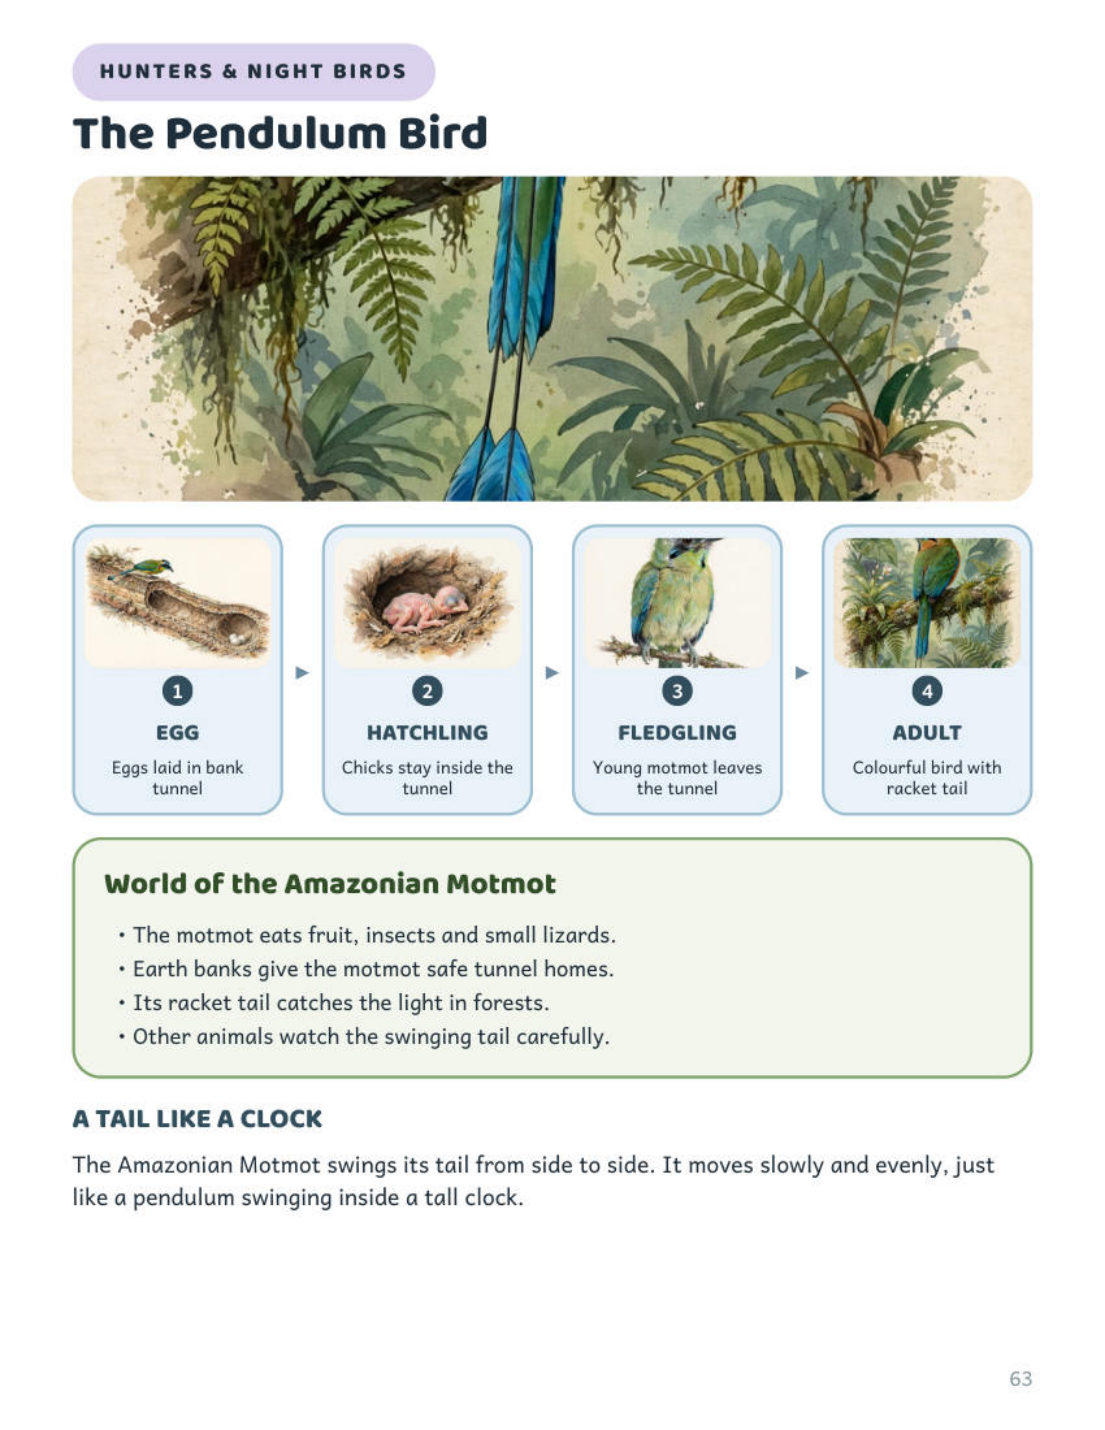 HUNTERS & NIGHT BIRDS
The Pendulum Bird
1
EGG
Eggs laid in bank
tunnel
2
HATCHLING
Chicks stay inside the
tunnel
3
FLEDGLING
Young motmot leaves
the tunnel
4
ADULT
Colourful bird with
racket tail
World of the Amazonian Motmot
• The motmot eats fruit, insects and small lizards.
• Earth banks give the motmot safe tunnel homes.
• Its racket tail catches the light in forests.
• Other animals watch the swinging tail carefully.
A TAIL LIKE A CLOCK
The Amazonian Motmot swings its tail from side to side. It moves slowly and evenly, just
like a pendulum swinging inside a tall clock.
63